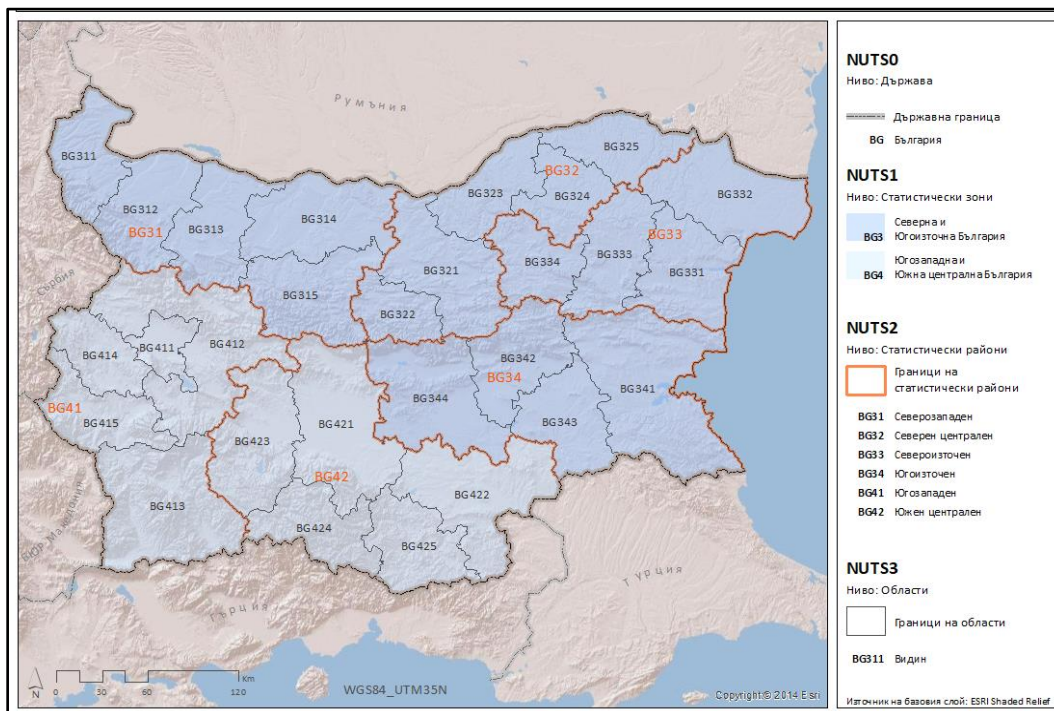 Румъния
BG311
BG325
BG32
BG323
BG332
BG312
BG324
BG314
BG31
BG313
BG33
BG333
BG334
BG321
BG331
Сърбия
BG315
BG322
BG412
BG411
BG414
BG342
BG34
BG341
BG344
BG41
BG415
BG421
BG343
BG423
BG42
BG422
BG413
BG424
БЮР Македония
BG425
Турция
Гърция
N
Km
0 30 60 120
WGS84_UTM35N
Copyright:© 2014 Esri
NUTS0
Ниво: Държава
Държавна граница
BG България
NUTS1
Ниво: Статистически зони
Северна и
BG3 Югоизточна България
Югозападна и
BG4 Южна централна България
NUTS2
Ниво: Статистически райони
Граници на
статистически райони
BG31 Северозападен
BG32 Северен централен
BG33 Североизточен
BG34 Югоизточен
BG41 Югозападен
BG42 Южен централен
NUTS3
Ниво: Области
Граници на области
BG311 Видин
Източник на базовия слой: ESRI Shaded Relief